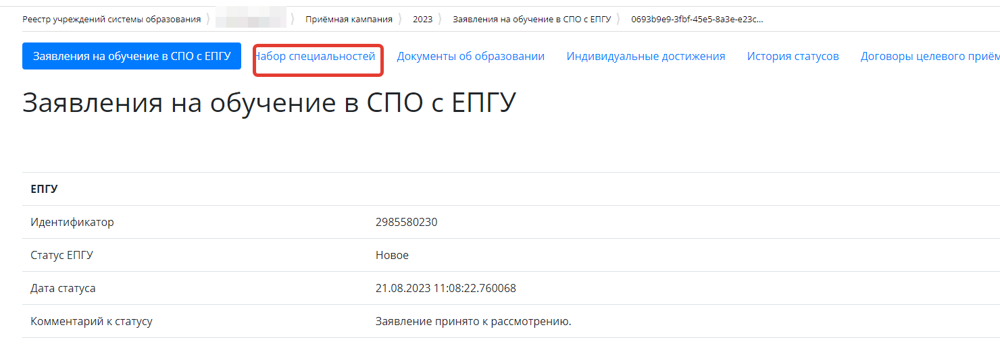 Реестр учреждений системы образования Приёмная кампания 2023 Заявления на обучение в СПО с ЕПГУ 0693b9e9-3fbf-45e5-8a3e-e23c...
Заявления на обучение в СПО с ЕПГУ Набор специальностей Документы об образовании Индивидуальные достижения История статусов Договоры целевого приём
Заявления на обучение в СПО с ЕПГУ
ЕПГУ
Идентификатор 2985580230
Статус ЕПГУ Новое
Дата статуса 21.08.2023 11:08:22.760068
Комментарий к статусу Заявление принято к рассмотрению.